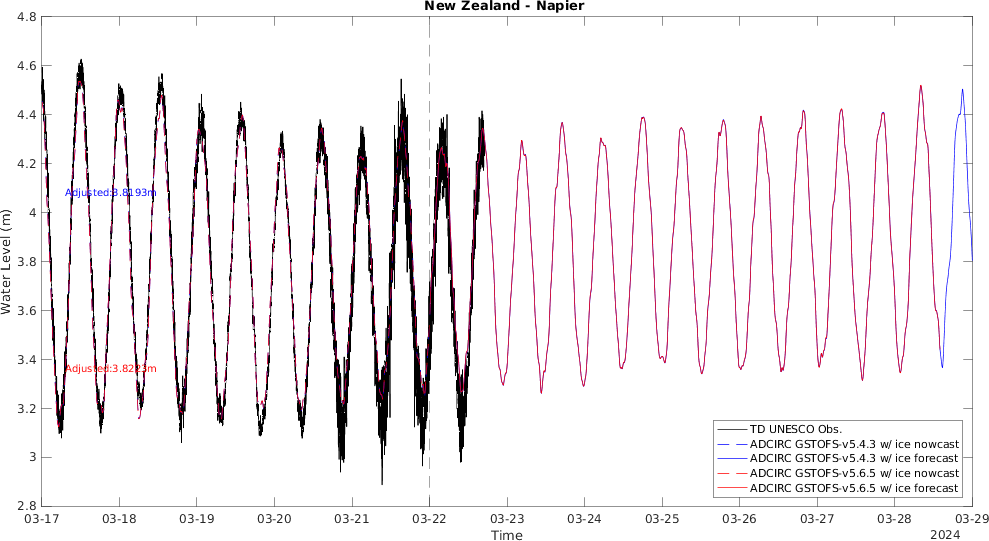 New Zealand - Napier
4.8
4.6
4.4
4.2
4
3.8
3.6
3.4
3.2
3
2.8
Water Level (m)
Adjusted:3.8193m
Adjusted:3.8223m
TD UNESCO Obs.
ADCIRC GSTOFS-v5.4.3 w/ ice nowcast
ADCIRC GSTOFS-v5.4.3 w/ ice forecast
ADCIRC GSTOFS-v5.6.5 w/ ice nowcast
ADCIRC GSTOFS-v5.6.5 w/ ice forecast
03-17 03-18 03-19 03-20 03-21 03-22 03-23 03-24 03-25 03-26 03-27 03-28 03-29
Time
2024